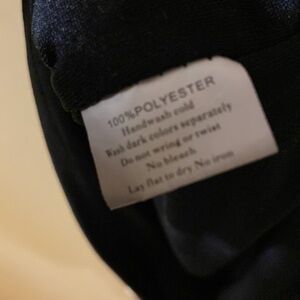 100%POLYESTER
Handwash cold
Wash dark colors separately
Do not wring or twist
No bleach
Lay flat to dry No iron